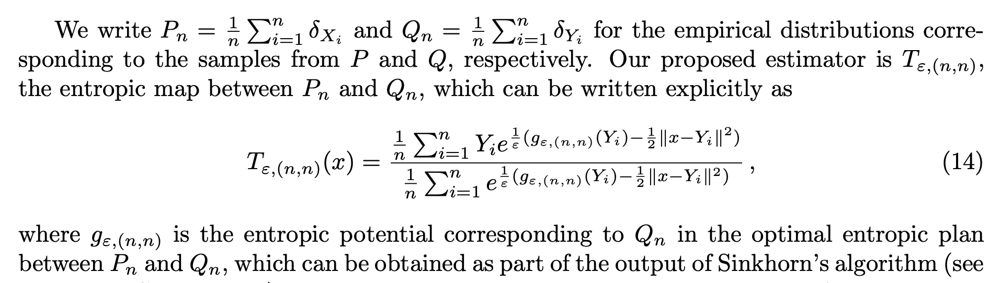 We write $P_n = \frac{1}{n} \sum_{i=1}^n \delta_{X_i}$ and $Q_n = \frac{1}{n} \sum_{i=1}^n \delta_{Y_i}$ for the empirical distributions corre-
sponding to the samples from $P$ and $Q$, respectively. Our proposed estimator is $T_{\varepsilon,(n,n)}$,
the entropic map between $P_n$ and $Q_n$, which can be written explicitly as
$T_{\varepsilon,(n,n)}(x) = \frac{\frac{1}{n} \sum_{i=1}^n Y_i e^{\frac{1}{\varepsilon}(g_{\varepsilon,(n,n)}(Y_i) - \frac{1}{2}\|x - Y_i\|^2)}}{\frac{1}{n} \sum_{i=1}^n e^{\frac{1}{\varepsilon}(g_{\varepsilon,(n,n)}(Y_i) - \frac{1}{2}\|x - Y_i\|^2)}},$ (14)
where $g_{\varepsilon,(n,n)}$ is the entropic potential corresponding to $Q_n$ in the optimal entropic plan
between $P_n$ and $Q_n$, which can be obtained as part of the output of Sinkhorn's algorithm (see